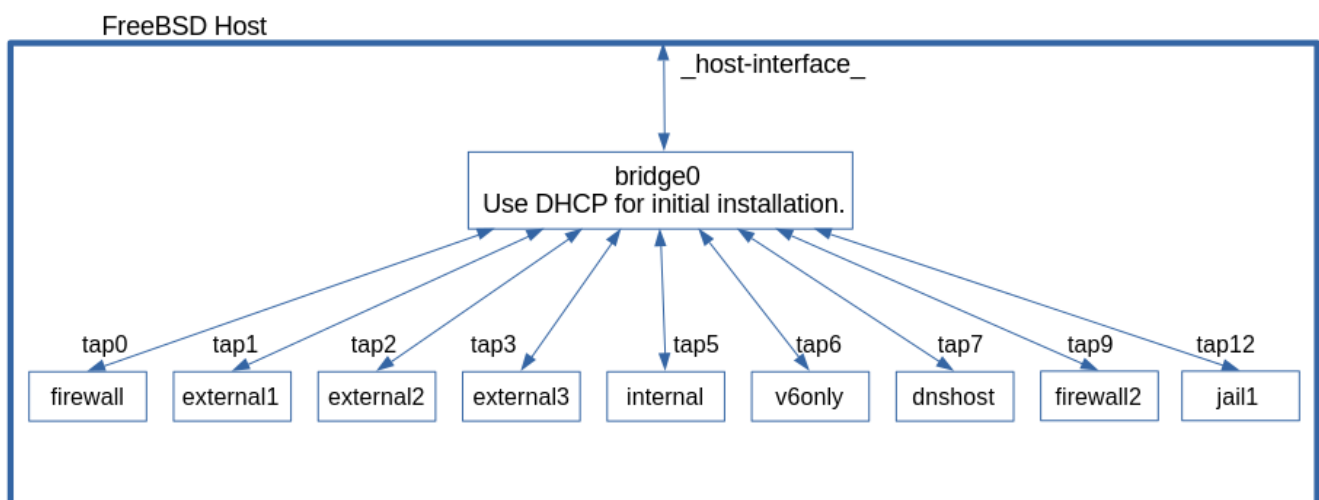 FreeBSD Host
_host-interface_
bridge0
Use DHCP for initial installation.
tap0
tap1
tap2
tap3
tap5
tap6
tap7
tap9
tap12
firewall
external1
external2
external3
internal
v6only
dnshost
firewall2
jail1